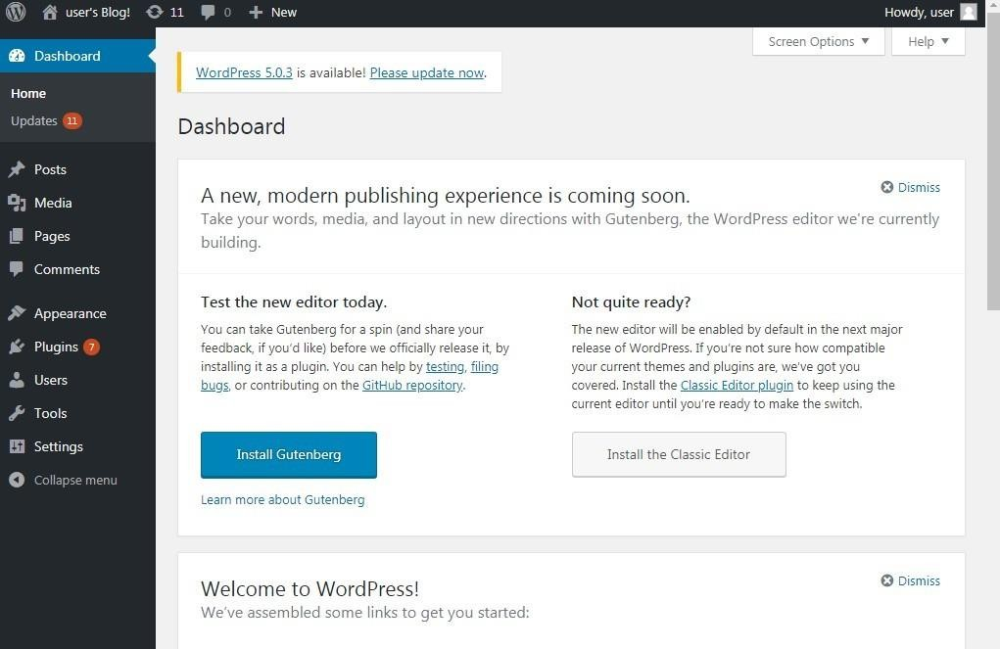 user's Blog! 11 0 New Howdy, user
Screen Options Help
Dashboard
Home
Updates 11
Posts
Media
Pages
Comments
Appearance
Plugins 7
Users
Tools
Settings
Collapse menu
WordPress 5.0.3 is available! Please update now.
Dashboard
Dismiss
A new, modern publishing experience is coming soon.
Take your words, media, and layout in new directions with Gutenberg, the WordPress editor we're currently
building.
Test the new editor today.
You can take Gutenberg for a spin (and share your
feedback, if you'd like) before we officially release it, by
installing it as a plugin. You can help by testing, filing
bugs, or contributing on the GitHub repository.
Install Gutenberg
Learn more about Gutenberg
Not quite ready?
The new editor will be enabled by default in the next major
release of WordPress. If you're not sure how compatible
your current themes and plugins are, we've got you
covered. Install the Classic Editor plugin to keep using the
current editor until you're ready to make the switch.
Install the Classic Editor
Dismiss
Welcome to WordPress!
We've assembled some links to get you started: